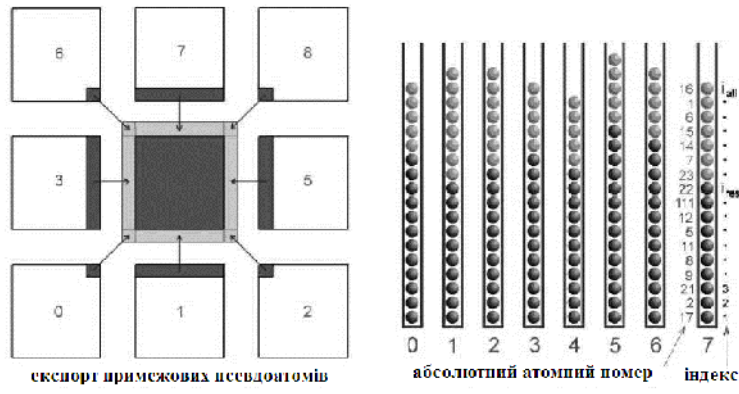 6 7 8
3 5
0 1 2
експорт примежових псевдоатомів
16 i all
1
6
15
14
7
23
22 i res
111
12
5
11
8
9
21 3
2 2
17
0 1 2 3 4 5 6 7
абсолютний атомний номер індекс